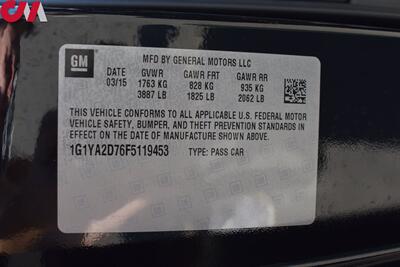 GM
MFD BY GENERAL MOTORS LLC
DATE GVWR GAWR FRT GAWR RR
03/15 1763 KG 828 KG 935 KG
3887 LB 1825 LB 2062 LB
THIS VEHICLE CONFORMS TO ALL APPLICABLE U.S. FEDERAL MOTOR
VEHICLE SAFETY, BUMPER, AND THEFT PREVENTION STANDARDS IN
EFFECT ON THE DATE OF MANUFACTURE SHOWN ABOVE.
1G1YA2D76F5119453
TYPE: PASS CAR